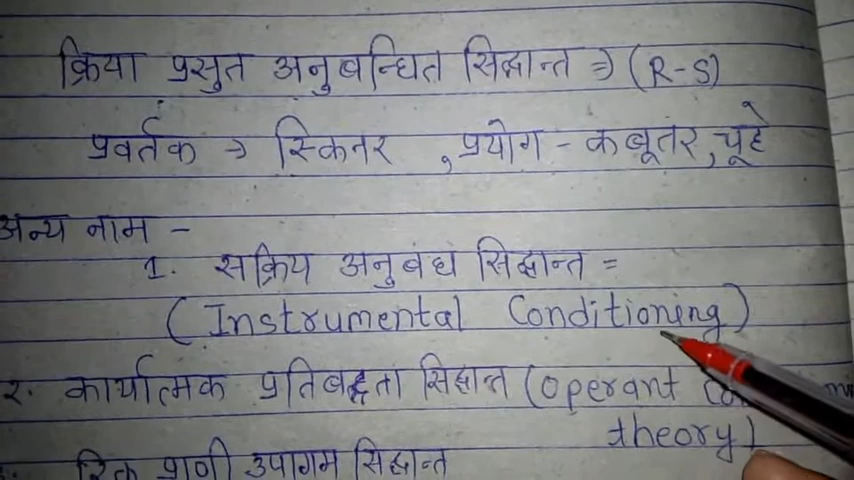 क्रिया प्रसुत अनुबन्धित सिद्धान्त ⇒ (R-S)
प्रवर्तक → स्किनर , प्रयोग - कबूतर, चूहे
अन्य नाम -
1. सक्रिय अनुबंध सिद्धान्त =
(Instrumental Conditioning)
२. कार्यात्मक प्रतिबद्धता सिद्धान्त (operant
theory)
प्राणी उपागम सिद्धान्त